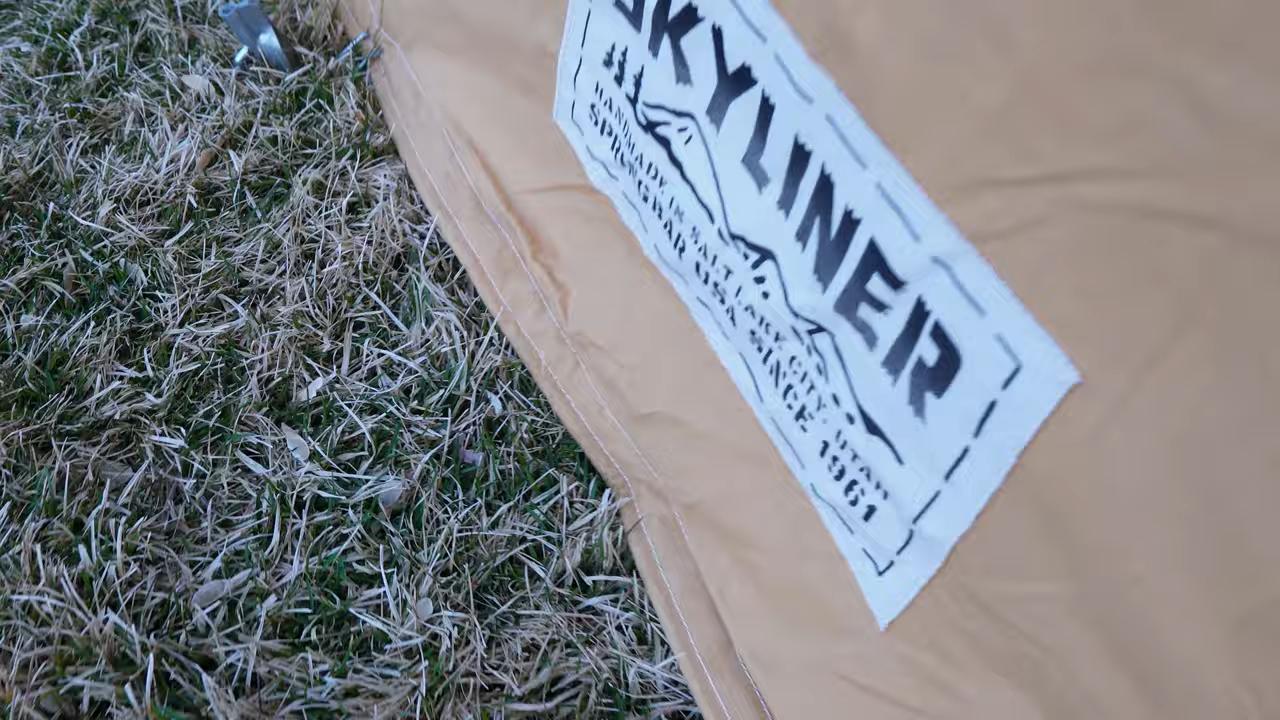 SKYLINER
HANDMADE IN SALT LAKE CITY, UTAH
SPRINGBAR USA SINCE 1961